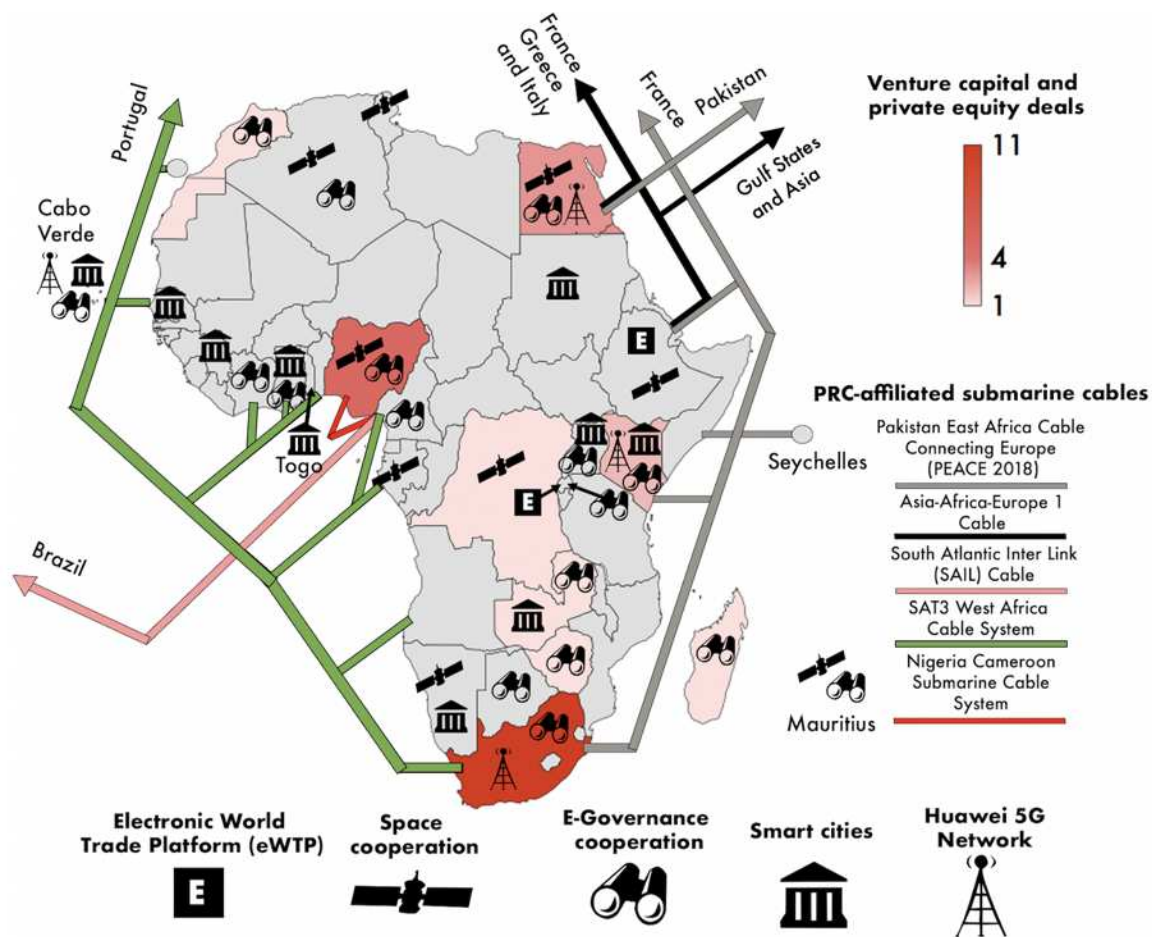 France
Greece
and Italy
France
Pakistan
Gulf States
and Asia
Portugal
Cabo
Verde
Togo
Brazil
Seychelles
Mauritius
E
E
Venture capital and
private equity deals
11
4
1
PRC-affiliated submarine cables
Pakistan East Africa Cable
Connecting Europe
(PEACE 2018)
Asia-Africa-Europe 1
Cable
South Atlantic Inter Link
(SAIL) Cable
SAT3 West Africa
Cable System
Nigeria Cameroon
Submarine Cable
System
Electronic World
Trade Platform (eWTP)
E
Space
cooperation
E-Governance
cooperation
Smart cities
Huawei 5G
Network